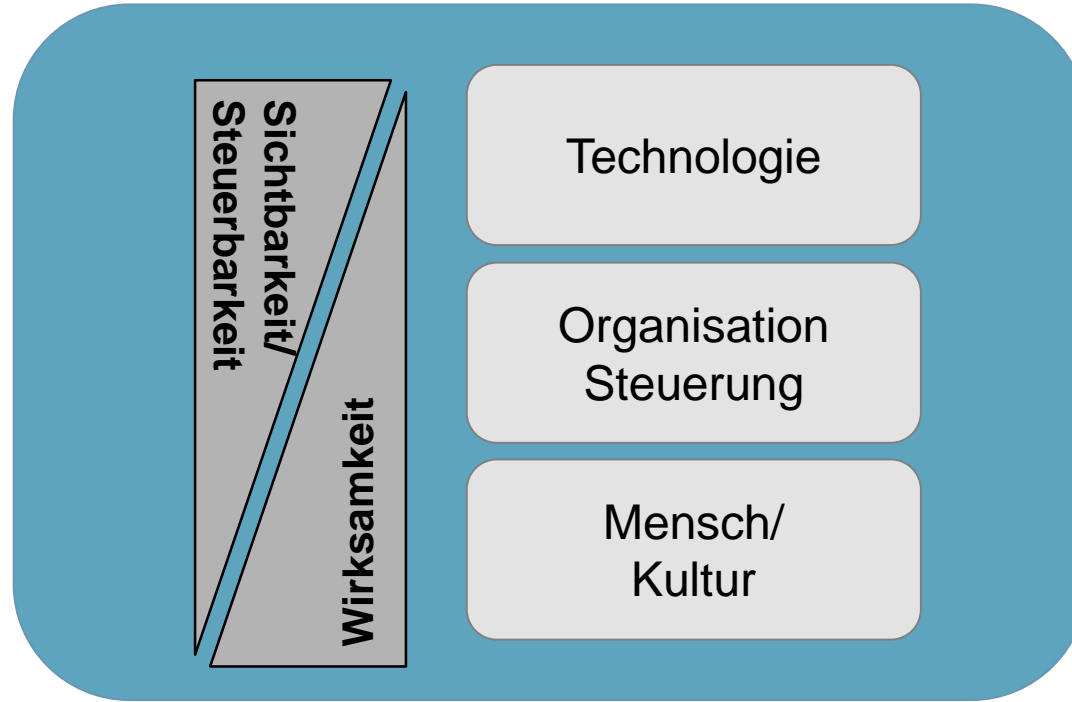 Sichtbarkeit/
Steuerbarkeit
Wirksamkeit
Technologie
Organisation
Steuerung
Mensch/
Kultur